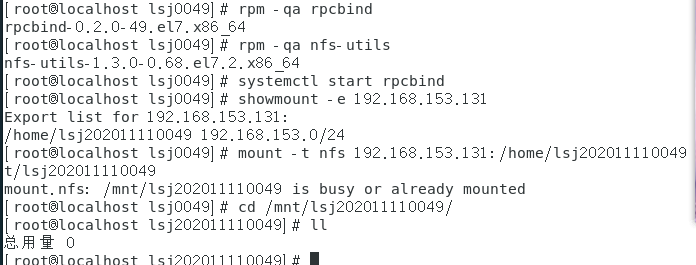 [root@localhost lsj0049]# rpm -qa rpcbind
rpcbind-0.2.0-49.el7.x86_64
[root@localhost lsj0049]# rpm -qa nfs-utils
nfs-utils-1.3.0-0.68.el7.2.x86_64
[root@localhost lsj0049]# systemctl start rpcbind
[root@localhost lsj0049]# showmount -e 192.168.153.131
Export list for 192.168.153.131:
/home/lsj202011110049 192.168.153.0/24
[root@localhost lsj0049]# mount -t nfs 192.168.153.131:/home/lsj202011110049
t/lsj202011110049
mount.nfs: /mnt/lsj202011110049 is busy or already mounted
[root@localhost lsj0049]# cd /mnt/lsj202011110049/
[root@localhost lsj202011110049]# ll
总用量 0
[root@localhost lsj202011110049]#